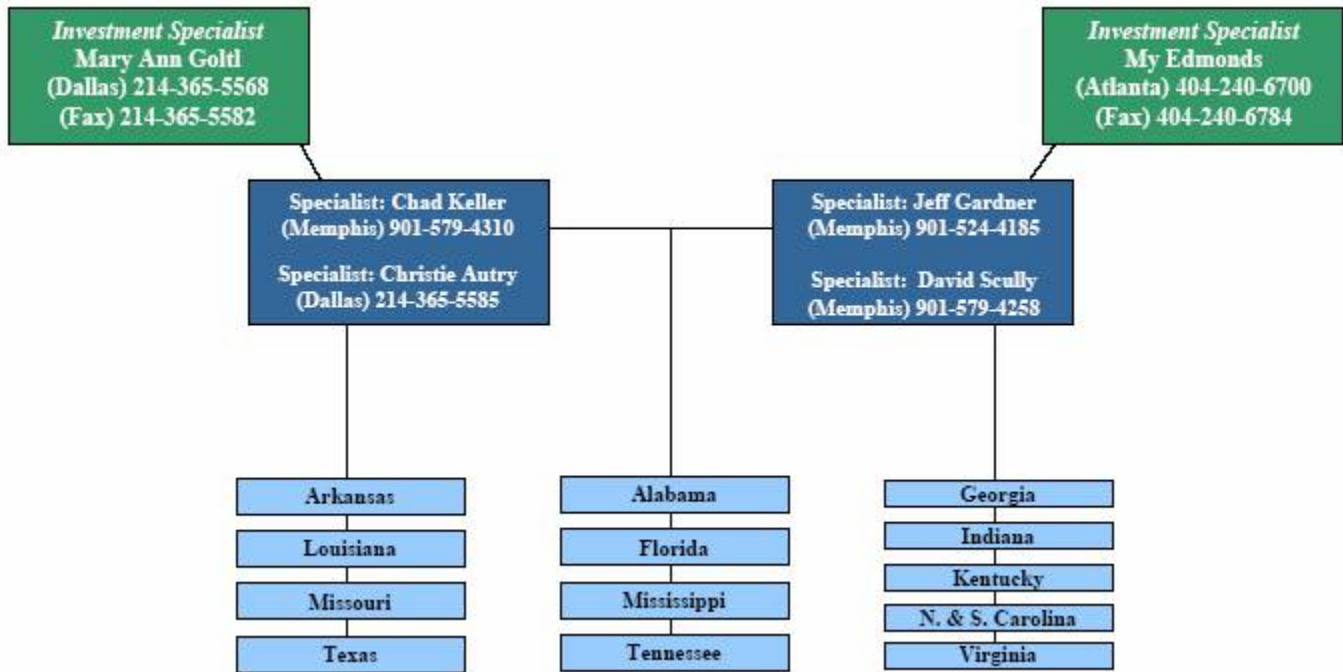 Investment Specialist
Mary Ann Goltl
(Dallas) 214-365-5568
(Fax) 214-365-5582
Investment Specialist
My Edmonds
(Atlanta) 404-240-6700
(Fax) 404-240-6784
Specialist: Chad Keller
(Memphis) 901-579-4310
Specialist: Christie Autry
(Dallas) 214-365-5585
Specialist: Jeff Gardner
(Memphis) 901-524-4185
Specialist: David Scully
(Memphis) 901-579-4258
Arkansas
Louisiana
Missouri
Texas
Alabama
Florida
Mississippi
Tennessee
Georgia
Indiana
Kentucky
N. & S. Carolina
Virginia